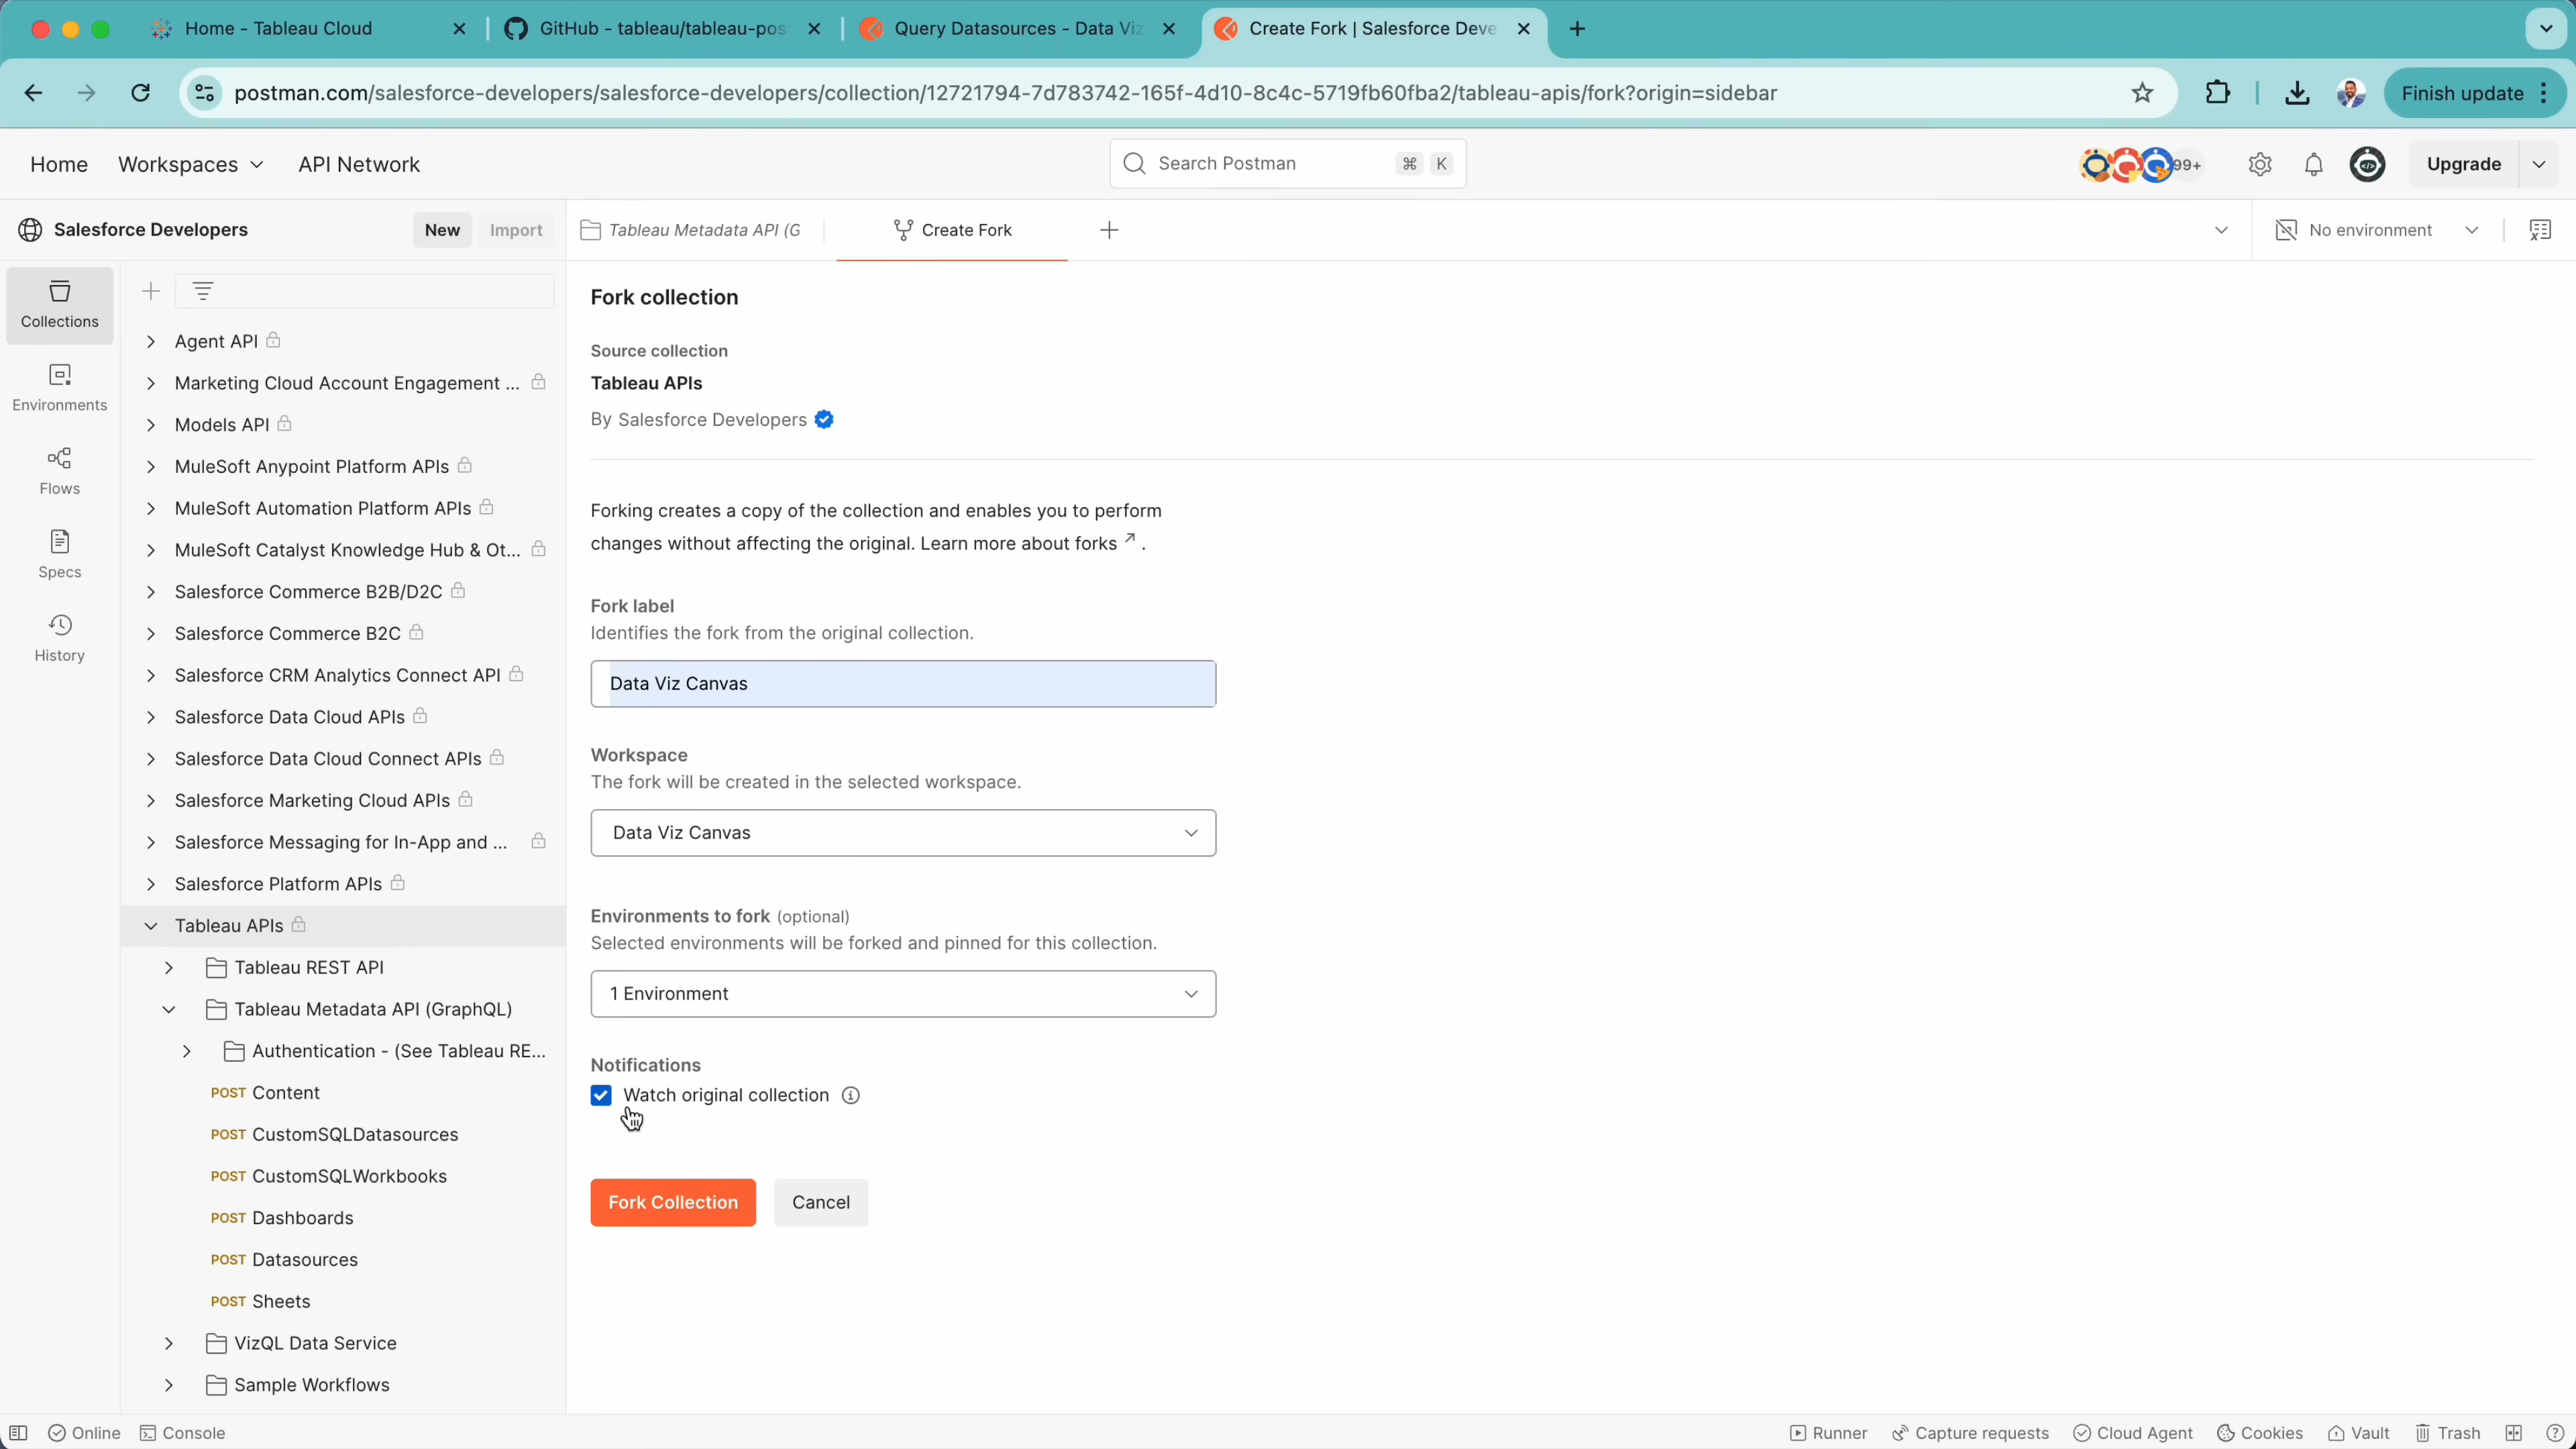 Home - Tableau Cloud
GitHub - tableau/tableau-pos
Query Datasources - Data Viz
Create Fork | Salesforce Deve
postman.com/salesforce-developers/salesforce-developers/collection/12721794-7d783742-165f-4d10-8c4c-5719fb60fba2/tableau-apis/fork?origin=sidebar
Finish update
Home
Workspaces
API Network
Search Postman
⌘ K
99+
Upgrade
Salesforce Developers
New
Import
Tableau Metadata API (G
Create Fork
No environment
Collections
Environments
Flows
Specs
History
Agent API
Marketing Cloud Account Engagement ...
Models API
MuleSoft Anypoint Platform APIs
MuleSoft Automation Platform APIs
MuleSoft Catalyst Knowledge Hub & Ot...
Salesforce Commerce B2B/D2C
Salesforce Commerce B2C
Salesforce CRM Analytics Connect API
Salesforce Data Cloud APIs
Salesforce Data Cloud Connect APIs
Salesforce Marketing Cloud APIs
Salesforce Messaging for In-App and ...
Salesforce Platform APIs
Tableau APIs
Tableau REST API
Tableau Metadata API (GraphQL)
Authentication - (See Tableau RE...
POST Content
POST CustomSQLDatasources
POST CustomSQLWorkbooks
POST Dashboards
POST Datasources
POST Sheets
VizQL Data Service
Sample Workflows
Fork collection
Source collection
Tableau APIs
By Salesforce Developers
Forking creates a copy of the collection and enables you to perform
changes without affecting the original. Learn more about forks ↗ .
Fork label
Identifies the fork from the original collection.
Data Viz Canvas
Workspace
The fork will be created in the selected workspace.
Data Viz Canvas
Environments to fork (optional)
Selected environments will be forked and pinned for this collection.
1 Environment
Notifications
Watch original collection
Fork Collection
Cancel
Online
Console
Runner
Capture requests
Cloud Agent
Cookies
Vault
Trash